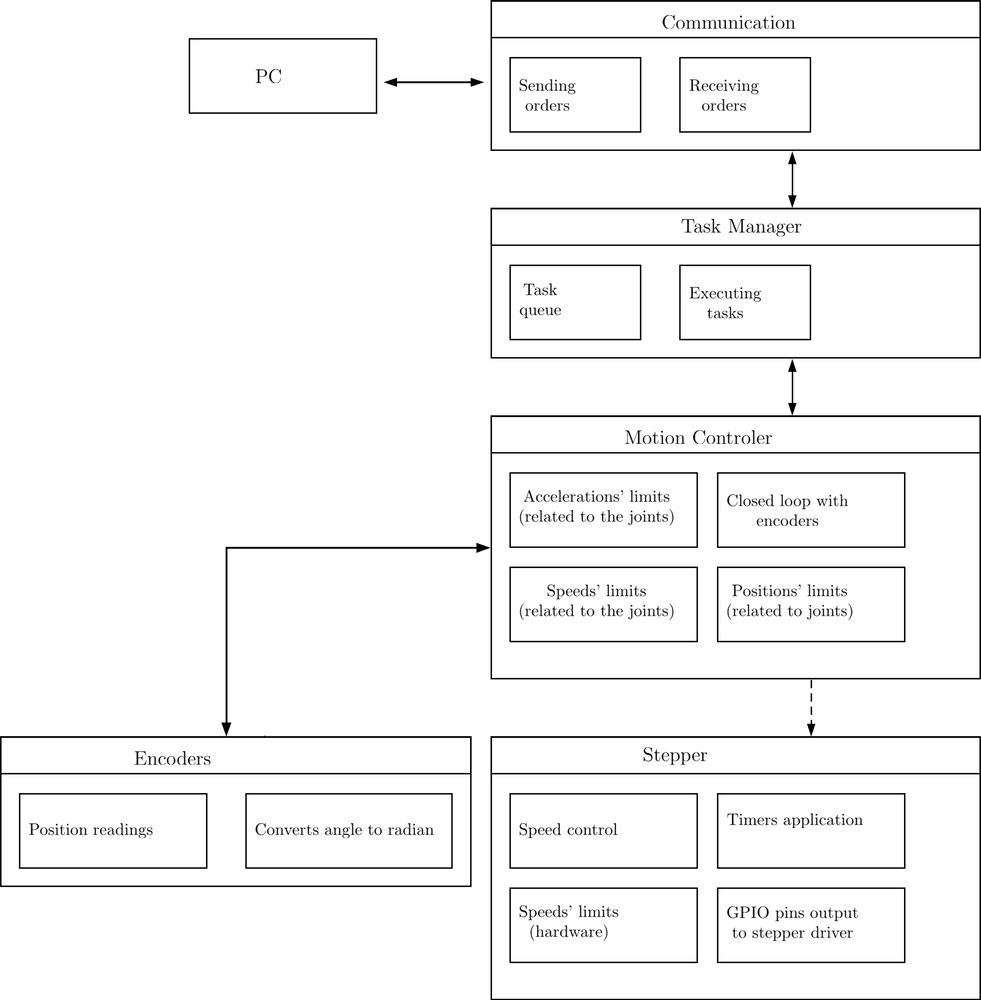 Communication
PC
Sending
orders
Receiving
orders
Task Manager
Task
queue
Executing
tasks
Motion Controler
Accelerations' limits
(related to the joints)
Closed loop with
encoders
Speeds' limits
(related to the joints)
Positions' limits
(related to joints)
Encoders
Position readings
Converts angle to radian
Stepper
Speed control
Timers application
Speeds' limits
(hardware)
GPIO pins output
to stepper driver